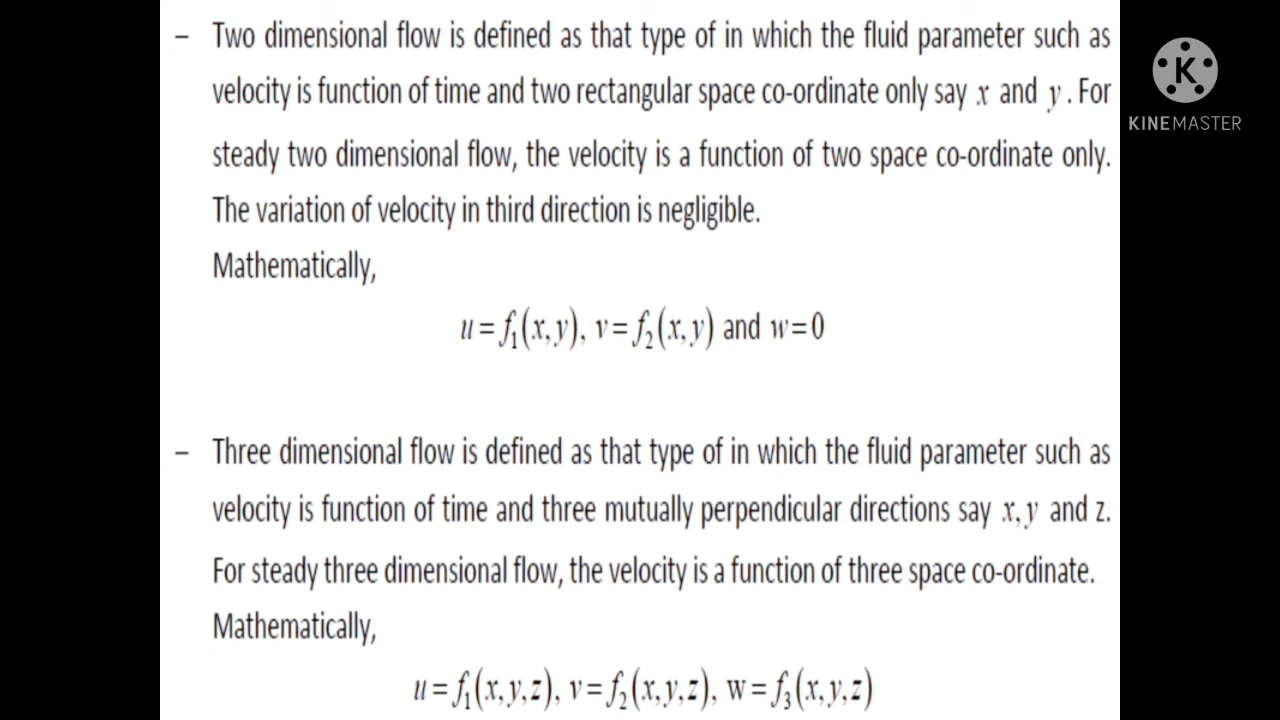 – Two dimensional flow is defined as that type of in which the fluid parameter such as
velocity is function of time and two rectangular space co-ordinate only say x and y. For
steady two dimensional flow, the velocity is a function of two space co-ordinate only.
The variation of velocity in third direction is negligible.
Mathematically,
u = f₁(x, y), v = f₂(x, y) and w = 0
– Three dimensional flow is defined as that type of in which the fluid parameter such as
velocity is function of time and three mutually perpendicular directions say x, y and z.
For steady three dimensional flow, the velocity is a function of three space co-ordinate.
Mathematically,
u = f₁(x, y, z), v = f₂(x, y, z), w = f₃(x, y, z)
K
KINEMASTER